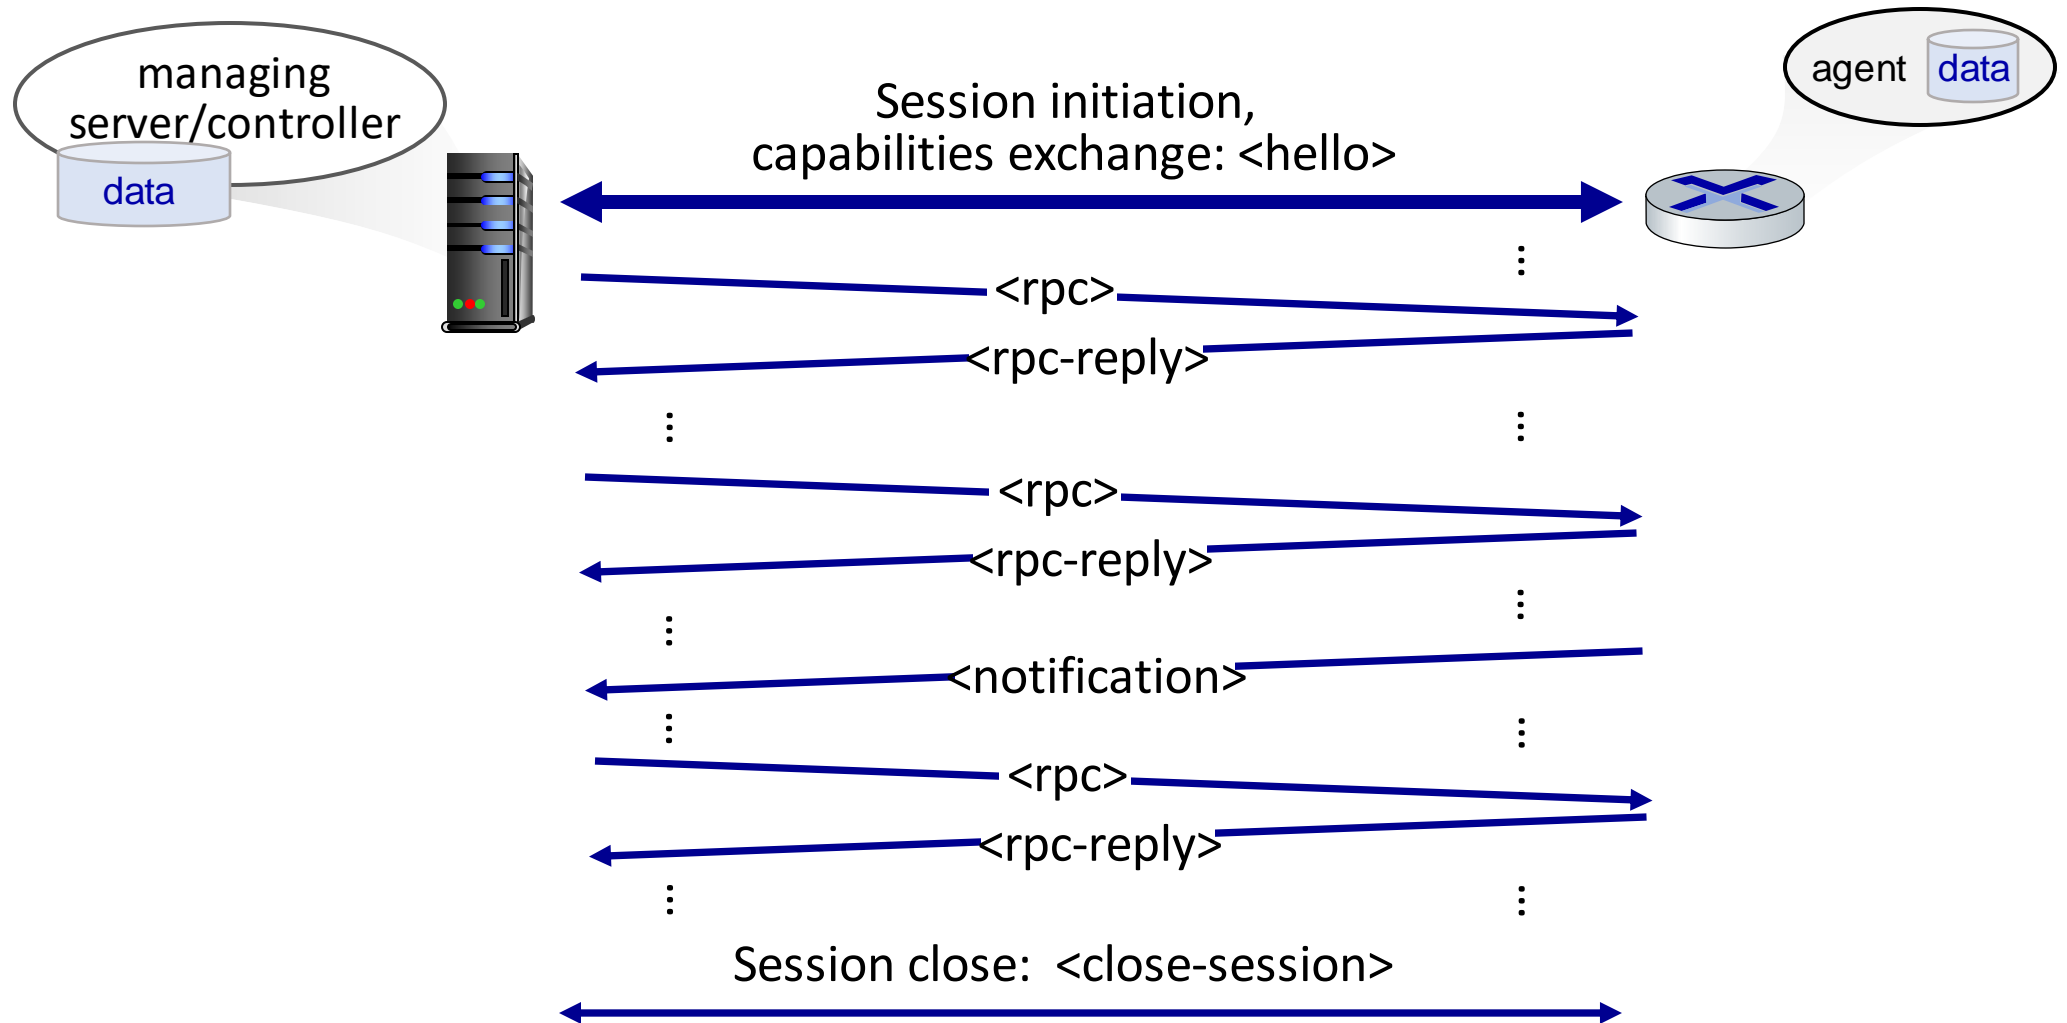 managing
server/controller
data
agent
data
Session initiation,
capabilities exchange: <hello>
<rpc>
<rpc-reply>
<rpc>
<rpc-reply>
<notification>
<rpc>
<rpc-reply>
Session close: <close-session>